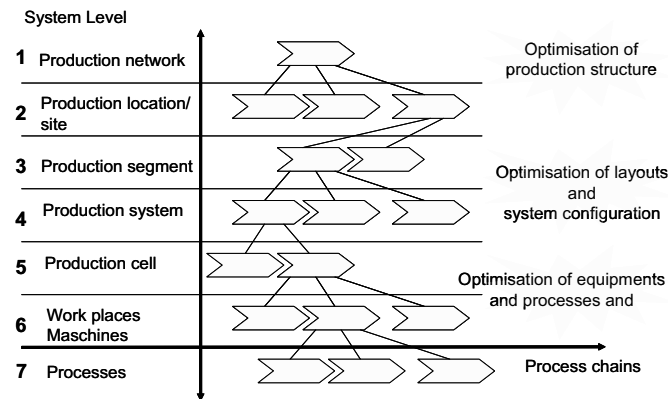 System Level
1 Production network
Optimisation of
production structure
2 Production location/
site
3 Production segment
Optimisation of layouts
and
system configuration
4 Production system
5 Production cell
Optimisation of equipments
and processes and
6 Work places
Maschines
7 Processes
Process chains